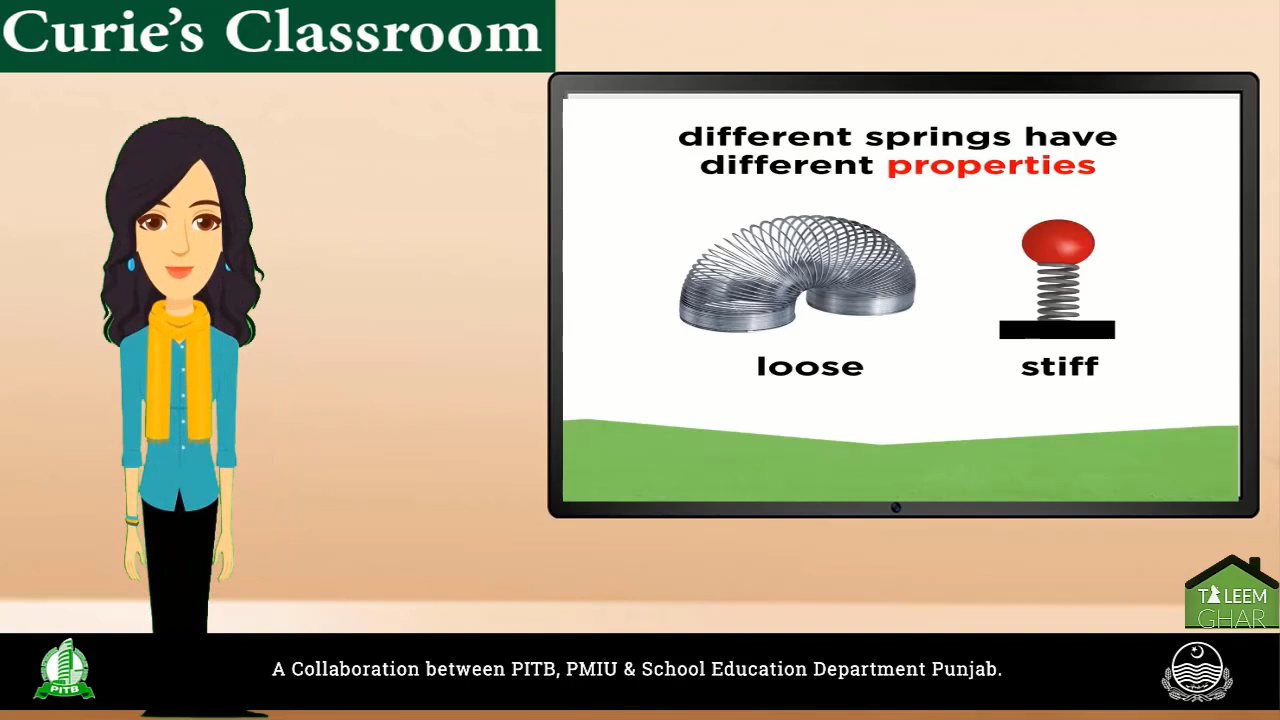 Curie's Classroom
different springs have
different properties
loose
stiff
TALEEM
GHAR
PITB
A Collaboration between PITB, PMIU & School Education Department Punjab.